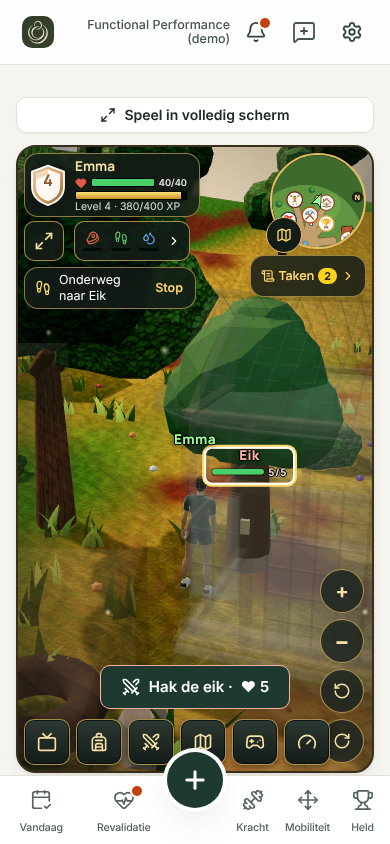 Functional Performance
(demo)
Speel in volledig scherm
4
Emma
40/40
Level 4 · 380/400 XP
N
Onderweg
naar Eik
Stop
Taken 2
Emma
Eik
5/5
Hak de eik · ♥ 5
Vandaag
Revalidatie
Kracht
Mobiliteit
Held